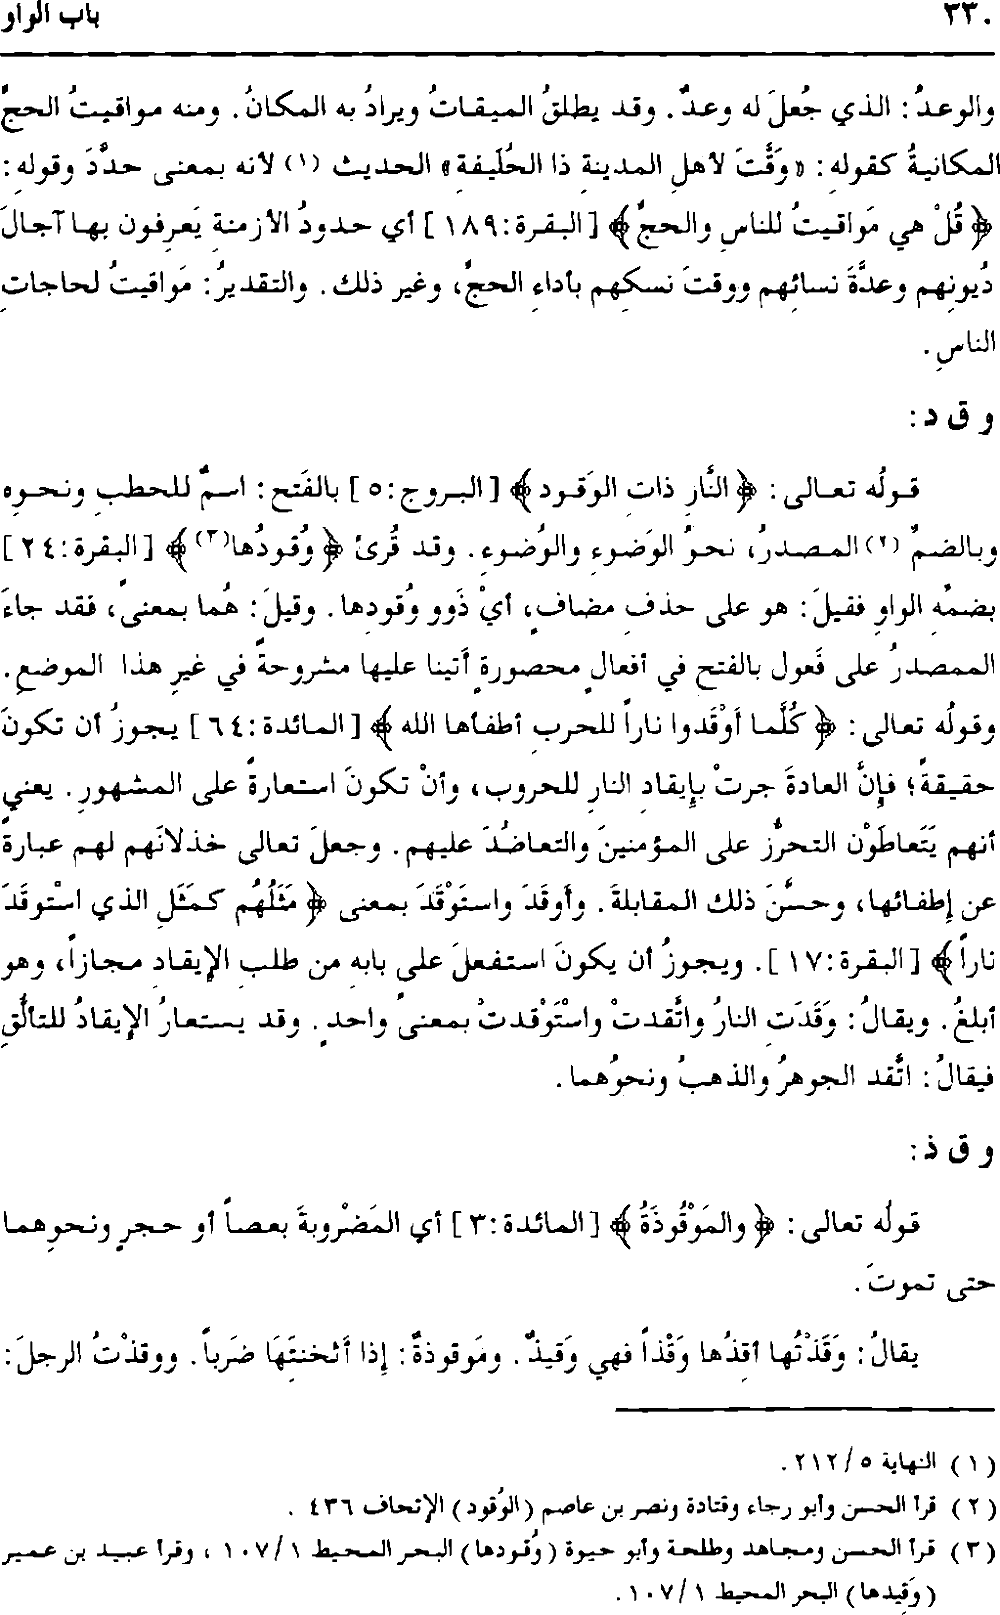 ٣٣٠
باب الواو
والوعدُ: الذي جُعلَ له وعدٌ. وقد يطلقُ الميقاتُ ويرادُ به المكانُ. ومنه مواقيتُ الحجِّ
المكانيةُ كقولهِ: «وَقَّتَ لأهلِ المدينةِ ذا الحُلَيفةِ» الحديث (١) لأنه بمعنى حدَّدَ وقولهِ:
﴿ قُلْ هي مَواقيتُ للناسِ والحجِّ ﴾ [البقرة: ١٨٩] أي حدودُ الأزمنةِ يَعرِفون بها آجالَ
دُيونِهم وعدَّةَ نسائِهم ووقتَ نسكِهم بأداءِ الحجِّ، وغير ذلك. والتقديرُ: مَواقيتُ لحاجاتِ
الناسِ.
و ق د:
قولُه تعالى: ﴿ النَّارِ ذاتِ الوَقود ﴾ [البروج: ٥] بالفَتح: اسمٌ للحطبِ ونحوِه
وبالضمِّ (٢) المصدرُ، نحوُ الوَضوءِ والوُضوءِ. وقد قُرئَ ﴿ وُقودُها (٣) ﴾ [البقرة: ٢٤]
بضمِّه الواوِ فقيلَ: هو على حذفِ مضافٍ، أيْ ذَوو وُقودِها. وقيلَ: هُما بمعنىً، فقد جاءَ
الممصدرُ على فَعول بالفتح في أفعالٍ محصورةٍ أتينا عليها مشروحةً في غيرِ هذا الموضعِ.
وقولُه تعالى: ﴿ كُلَّما أَوْقَدوا ناراً للحربِ أطفأها الله ﴾ [المائدة: ٦٤] يجوزُ أن تكونَ
حقيقةً؛ فإنَّ العادةَ جرتْ بإيقادِ النارِ للحروب، وأنْ تكونَ استعارةً على المشهورِ. يعني
أنهم يَتَعاطَوْن التحرُّز على المؤمنينَ والتعاضُدَ عليهم. وجعلَ تعالى خذلانَهم لهم عبارةً
عن إطفائها، وحسَّنَ ذلك المقابلةَ. وأَوقَدَ واستَوْقَدَ بمعنى ﴿ مَثَلُهُم كمَثَلِ الذي استْوقَدَ
ناراً ﴾ [البقرة: ١٧]. ويجوزُ أن يكونَ استفعلَ على بابهِ من طلبِ الإيقادِ مجازاً، وهو
أبلغُ. ويقالُ: وَقَدَتِ النارُ واتَّقدتْ واسْتَوْقدتْ بمعنىً واحدٍ. وقد يستعارُ الإيقادُ للتألُّقِ
فيقالُ: اتَّقد الجوهرُ والذهبُ ونحوُهما.
و ق ذ:
قولُه تعالى: ﴿ والمَوْقُوذَةُ ﴾ [المائدة: ٣] أي المَضْروبةَ بعصاً أو حجرٍ ونحوِهما
حتى تموتَ.
يقالُ: وَقَذْتُها أقِذُها وَقْذاً فهي وَقيذٌ. ومَوقوذةٌ: إذا أَثخنتَها ضَرباً. ووقذْتُ الرجلَ:
(١) النهاية ٥ / ٢١٢.
(٢) قرأ الحسن وأبو رجاء وقتادة ونصر بن عاصم (الوُقود) الإتحاف ٤٣٦.
(٣) قرأ الحسن ومجاهد وطلحة وأبو حيوة (وُقودها) البحر المحيط ١ / ١٠٧، وقرأ عبيد بن عمير
(وَقِيدها) البحر المحيط ١ / ١٠٧.